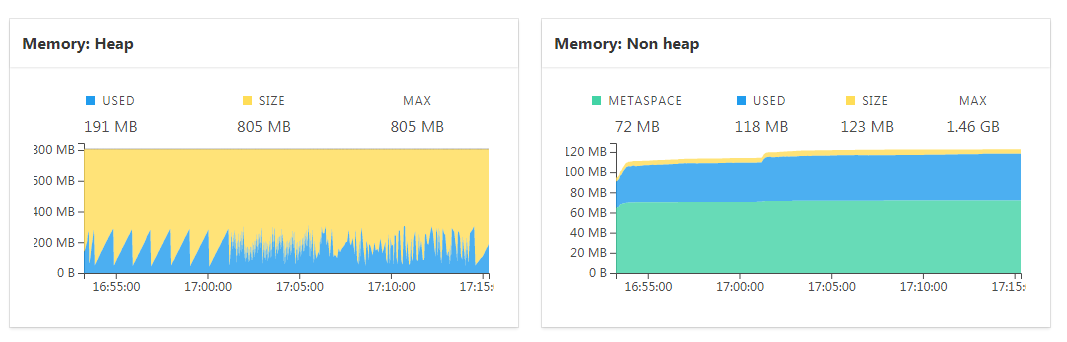 Memory: Heap
USED SIZE MAX
191 MB 805 MB 805 MB
800 MB
600 MB
400 MB
200 MB
0 B
16:55:00 17:00:00 17:05:00 17:10:00 17:15:
Memory: Non heap
METASPACE USED SIZE MAX
72 MB 118 MB 123 MB 1.46 GB
120 MB
100 MB
80 MB
60 MB
40 MB
20 MB
0 B
16:55:00 17:00:00 17:05:00 17:10:00 17:15: